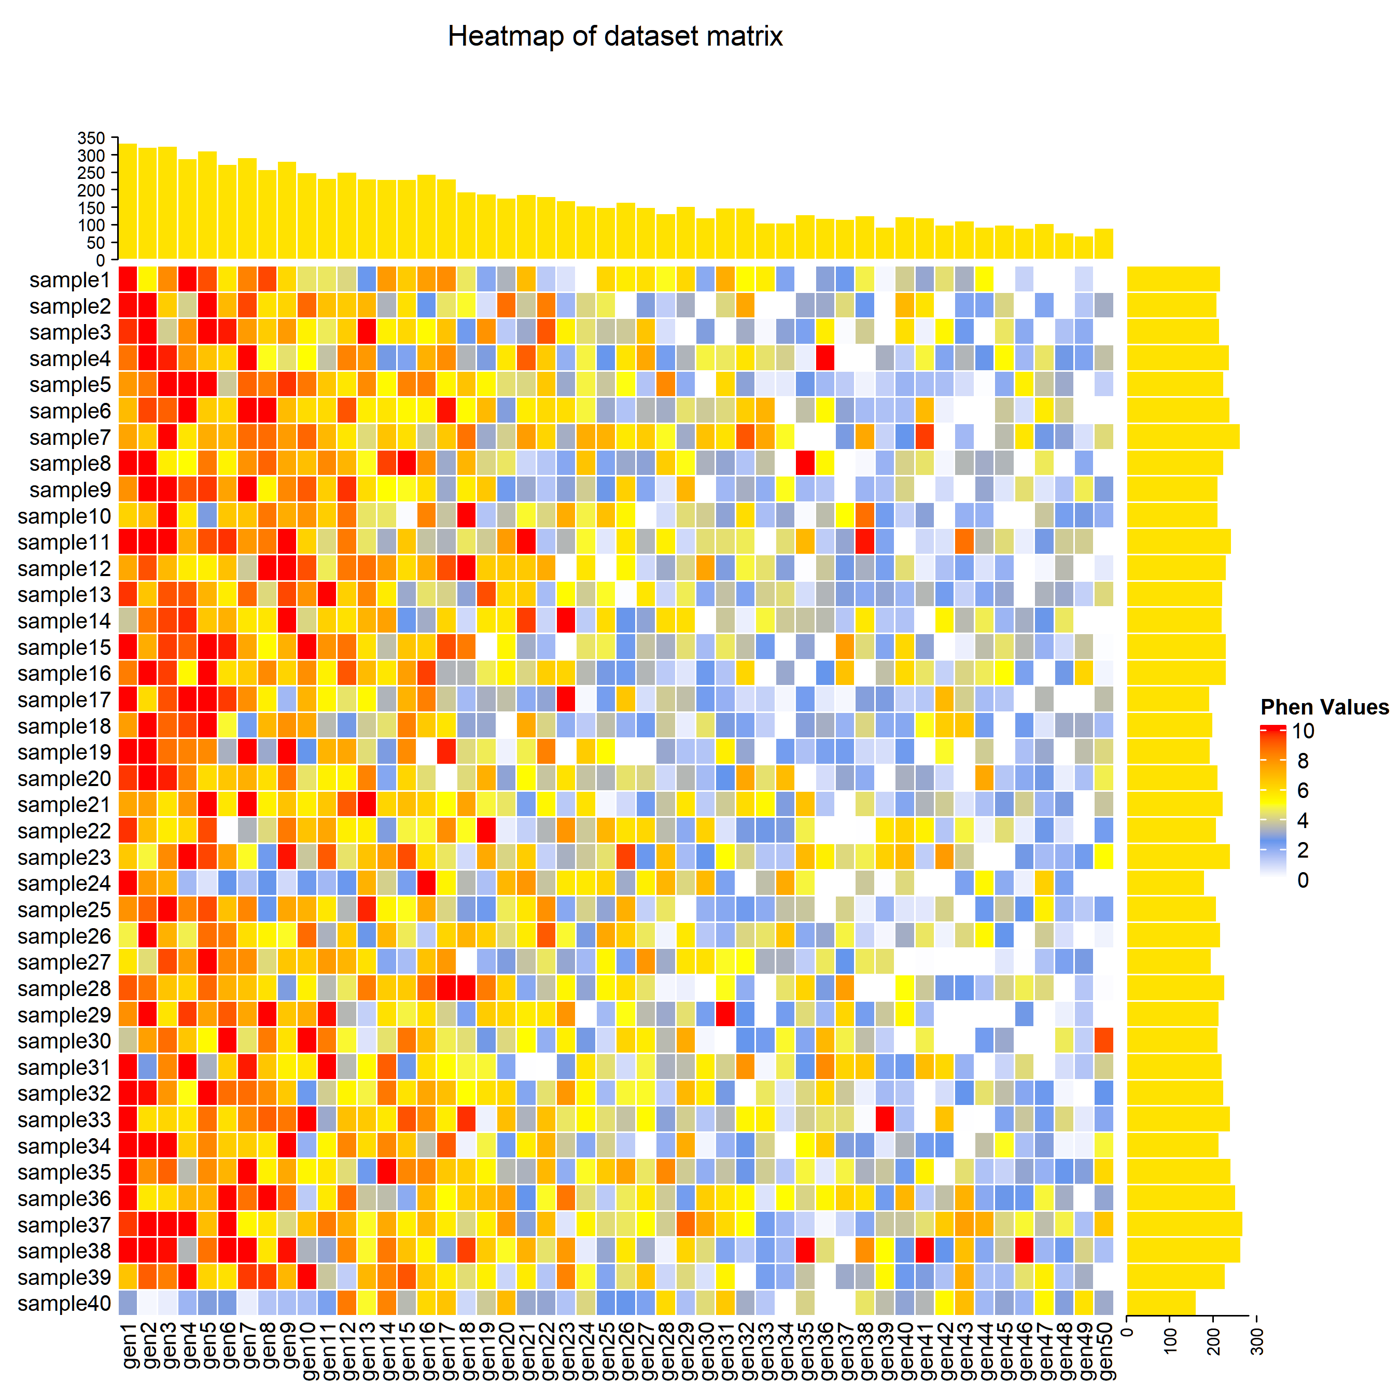 Heatmap of dataset matrix
350
300
250
200
150
100
50
0
sample1
sample2
sample3
sample4
sample5
sample6
sample7
sample8
sample9
sample10
sample11
sample12
sample13
sample14
sample15
sample16
sample17
sample18
sample19
sample20
sample21
sample22
sample23
sample24
sample25
sample26
sample27
sample28
sample29
sample30
sample31
sample32
sample33
sample34
sample35
sample36
sample37
sample38
sample39
sample40
gen1
gen2
gen3
gen4
gen5
gen6
gen7
gen8
gen9
gen10
gen11
gen12
gen13
gen14
gen15
gen16
gen17
gen18
gen19
gen20
gen21
gen22
gen23
gen24
gen25
gen26
gen27
gen28
gen29
gen30
gen31
gen32
gen33
gen34
gen35
gen36
gen37
gen38
gen39
gen40
gen41
gen42
gen43
gen44
gen45
gen46
gen47
gen48
gen49
gen50
0
100
200
300
Phen Values
10
8
6
4
2
0